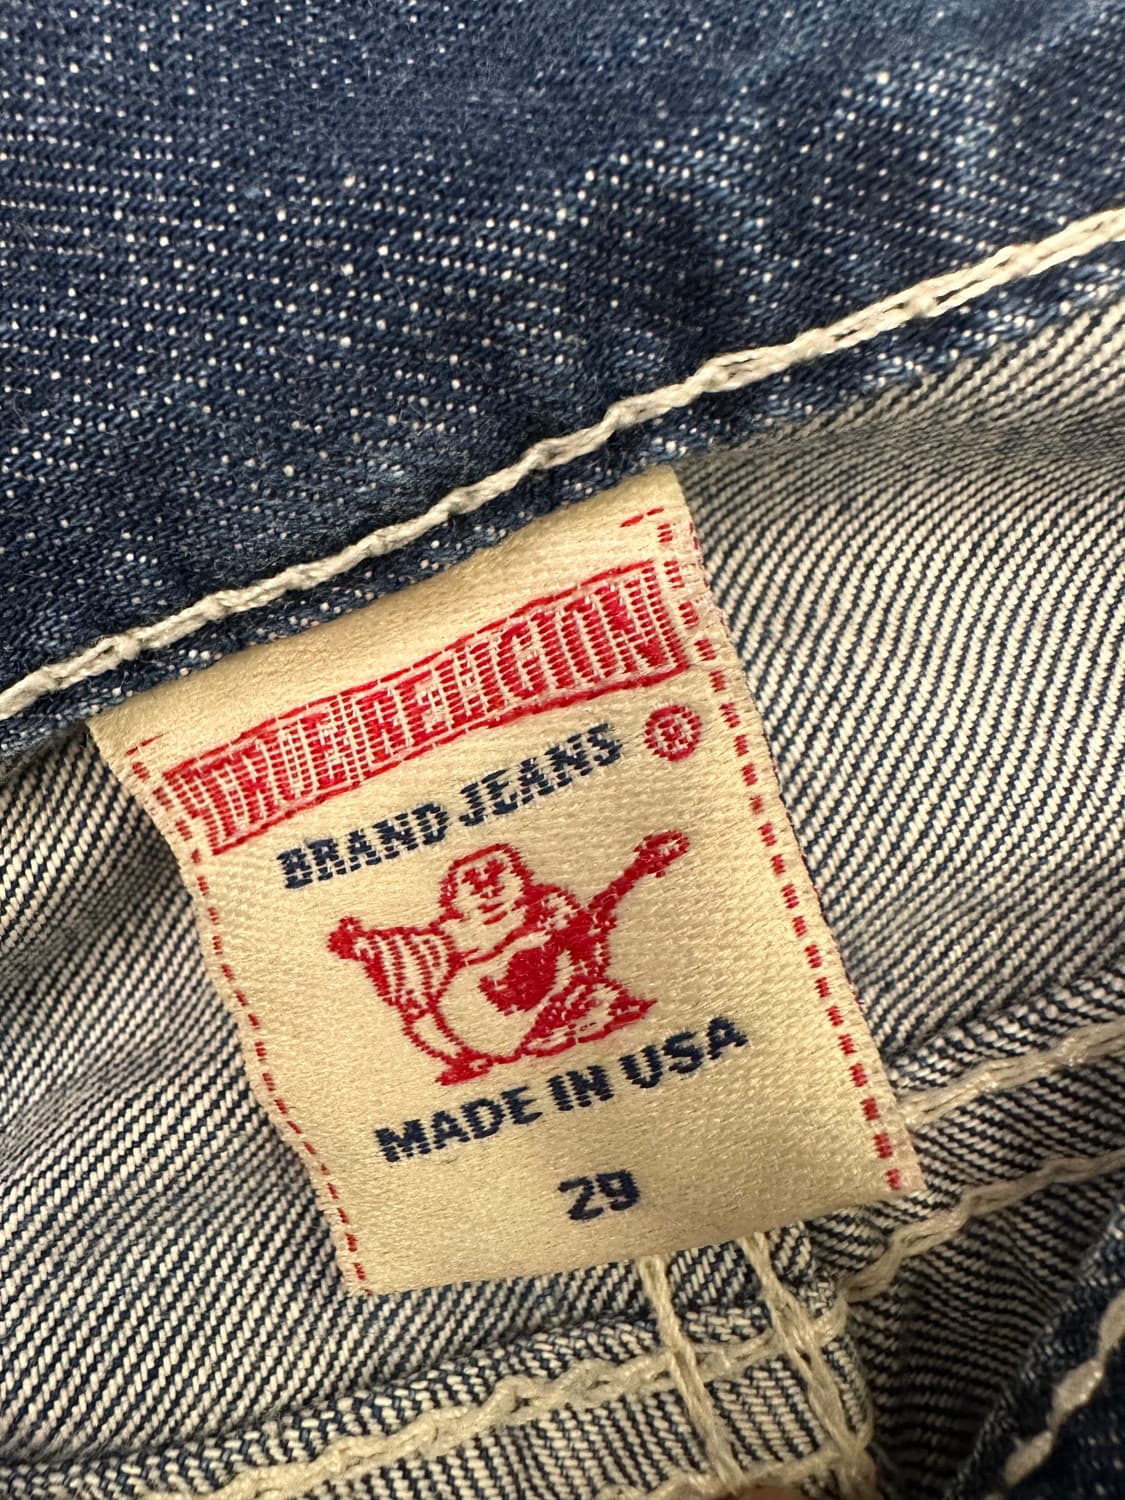 TRUE RELIGION
BRAND JEANS ®
MADE IN USA
29